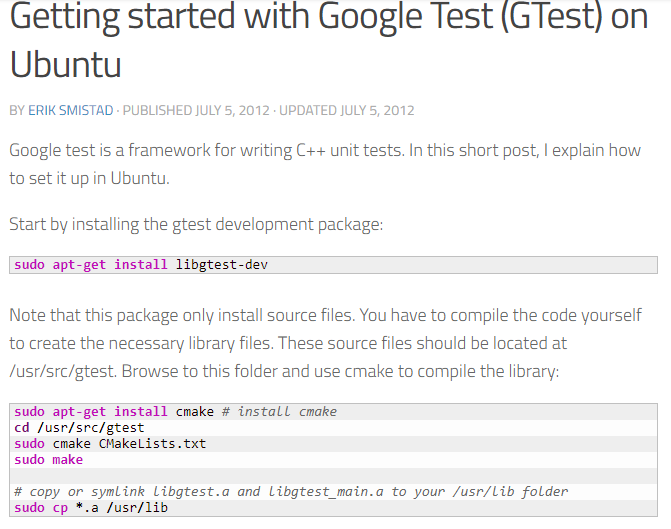 Getting started with Google Test (GTest) on
Ubuntu
BY ERIK SMISTAD · PUBLISHED JULY 5, 2012 · UPDATED JULY 5, 2012
Google test is a framework for writing C++ unit tests. In this short post, I explain how
to set it up in Ubuntu.
Start by installing the gtest development package:
sudo apt-get install libgtest-dev
Note that this package only install source files. You have to compile the code yourself
to create the necessary library files. These source files should be located at
/usr/src/gtest. Browse to this folder and use cmake to compile the library:
sudo apt-get install cmake # install cmake
cd /usr/src/gtest
sudo cmake CMakeLists.txt
sudo make
# copy or symlink libgtest.a and libgtest_main.a to your /usr/lib folder
sudo cp *.a /usr/lib